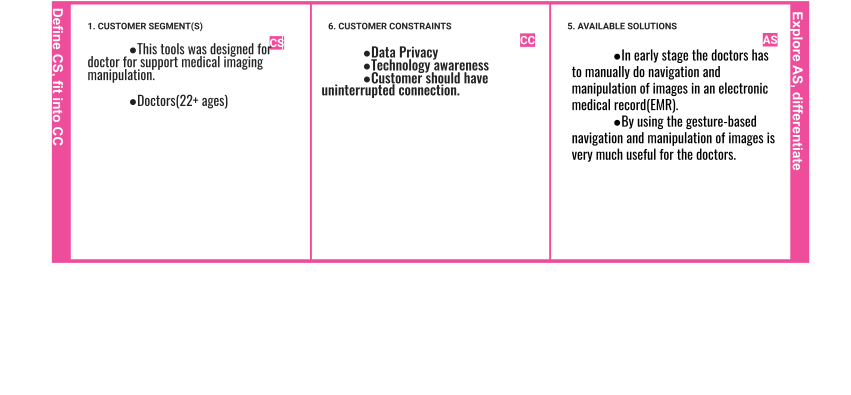 Define CS, fit into CC
1. CUSTOMER SEGMENT(S)
CS
●This tools was designed for
doctor for support medical imaging
manipulation.
●Doctors(22+ ages)
6. CUSTOMER CONSTRAINTS
CC
●Data Privacy
●Technology awareness
●Customer should have
uninterrupted connection.
5. AVAILABLE SOLUTIONS
AS
●In early stage the doctors has
to manually do navigation and
manipulation of images in an electronic
medical record(EMR).
●By using the gesture-based
navigation and manipulation of images is
very much useful for the doctors.
Explore AS, differentiate